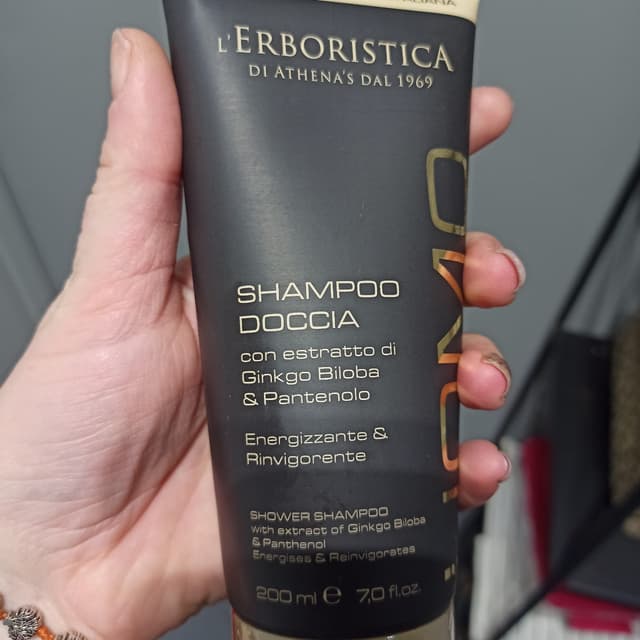 L'ERBORISTICA
DI ATHENA'S DAL 1969
UOMO
SHAMPOO
DOCCIA
con estratto di
Ginkgo Biloba
& Pantenolo
Energizzante &
Rinvigorente
SHOWER SHAMPOO
with extract of Ginkgo Biloba
& Panthenol
Energises & Reinvigorates
200 ml ℮ 7,0 fl.oz.